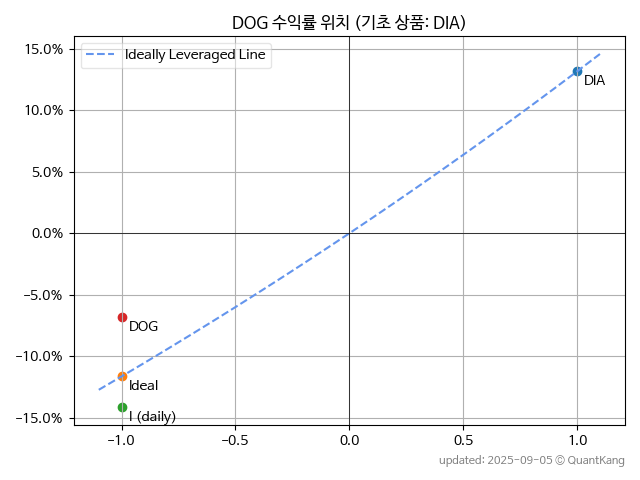 DOG 수익률 위치 (기초 상품: DIA)
15.0%
10.0%
5.0%
0.0%
−5.0%
−10.0%
−15.0%
Ideally Leveraged Line
DIA
DOG
Ideal
I (daily)
−1.0
−0.5
0.0
0.5
1.0
updated: 2025-09-05 © QuantKang